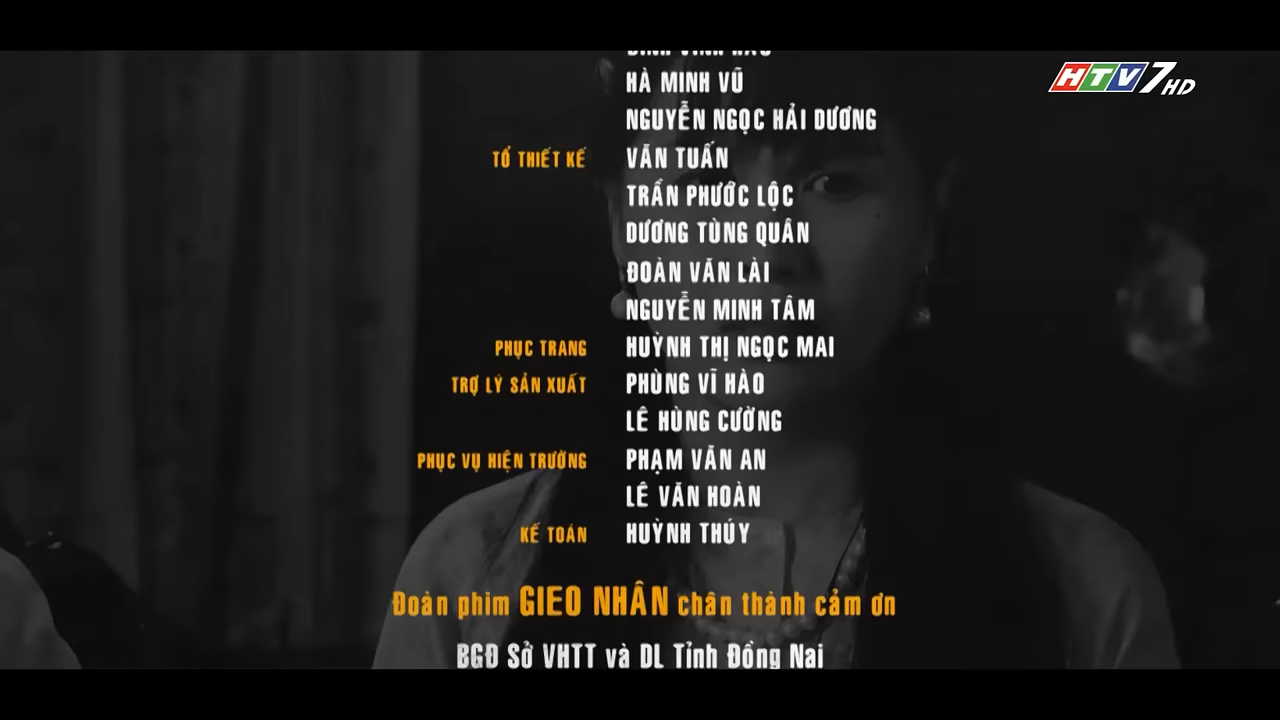 HTV7 HD
HÀ MINH VŨ
NGUYỄN NGỌC HẢI DƯƠNG
TỔ THIẾT KẾ VĂN TUẤN
TRẦN PHƯỚC LỘC
DƯƠNG TÙNG QUÂN
ĐOÀN VĂN LÀI
NGUYỄN MINH TÂM
PHỤC TRANG HUỲNH THỊ NGỌC MAI
TRỢ LÝ SẢN XUẤT PHÙNG VĨ HÀO
LÊ HÙNG CƯỜNG
PHỤC VỤ HIỆN TRƯỜNG PHẠM VĂN AN
LÊ VĂN HOÀN
KẾ TOÁN HUỲNH THÚY
Đoàn phim GIEO NHÂN chân thành cảm ơn
BGĐ Sở VHTT và DL Tỉnh Đồng Nai